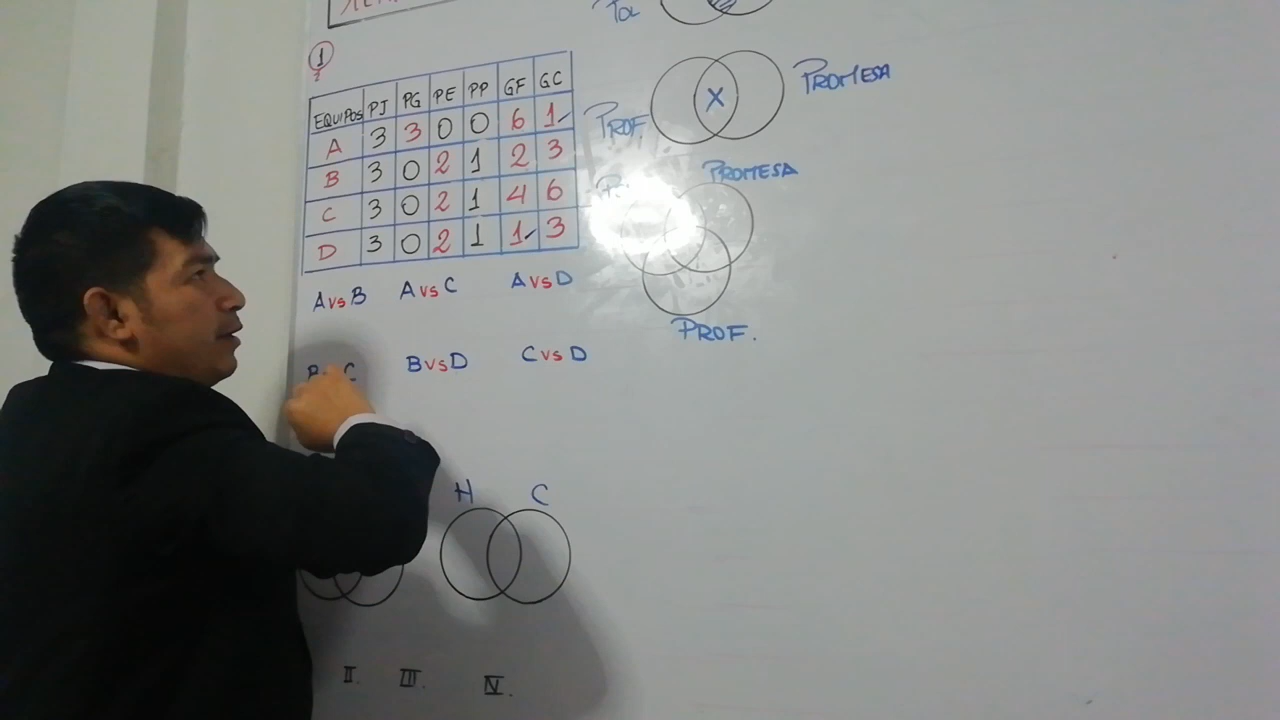 1
EQUIPOS PJ PG PE PP GF GC
A 3 3 0 0 6 1
B 3 0 2 1 2 3
C 3 0 2 1 4 6
D 3 0 2 1 1 3
A vs B A vs C A vs D
C B vs D C vs D
H C
II. III. IV.
PROMESA
X
PROF.
PROMESA
PROF.